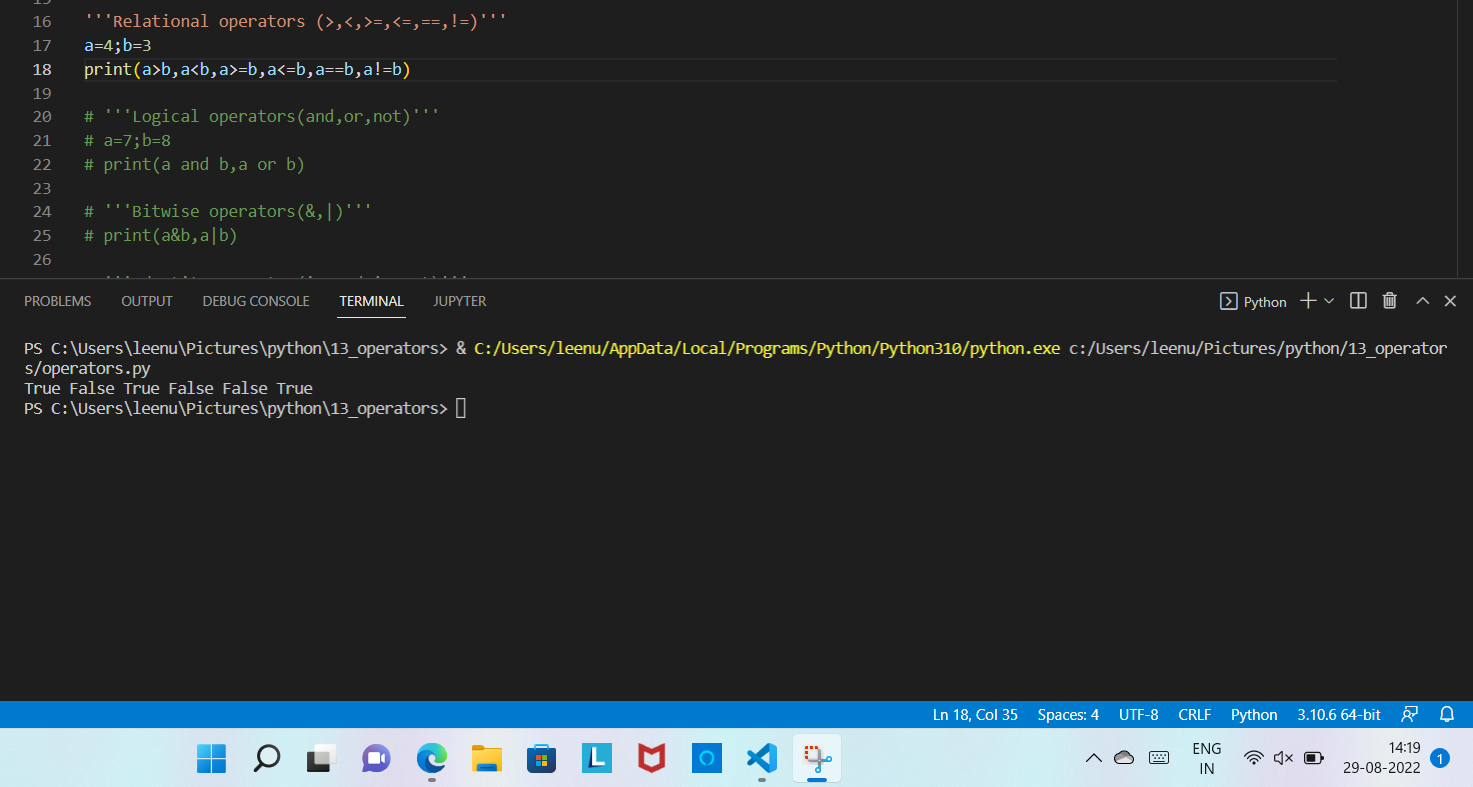 16 '''Relational operators (>,<,>=,<=,==,!=)'''
17 a=4;b=3
18 print(a>b,a<b,a>=b,a<=b,a==b,a!=b)
19
20 # '''Logical operators(and,or,not)'''
21 # a=7;b=8
22 # print(a and b,a or b)
23
24 # '''Bitwise operators(&,|)'''
25 # print(a&b,a|b)
26
PROBLEMS OUTPUT DEBUG CONSOLE TERMINAL JUPYTER Python
PS C:\Users\leenu\Pictures\python\13_operators> & C:/Users/leenu/AppData/Local/Programs/Python/Python310/python.exe c:/Users/leenu/Pictures/python/13_operator
s/operators.py
True False True False False True
PS C:\Users\leenu\Pictures\python\13_operators>
Ln 18, Col 35 Spaces: 4 UTF-8 CRLF Python 3.10.6 64-bit
ENG 14:19
IN 29-08-2022 1